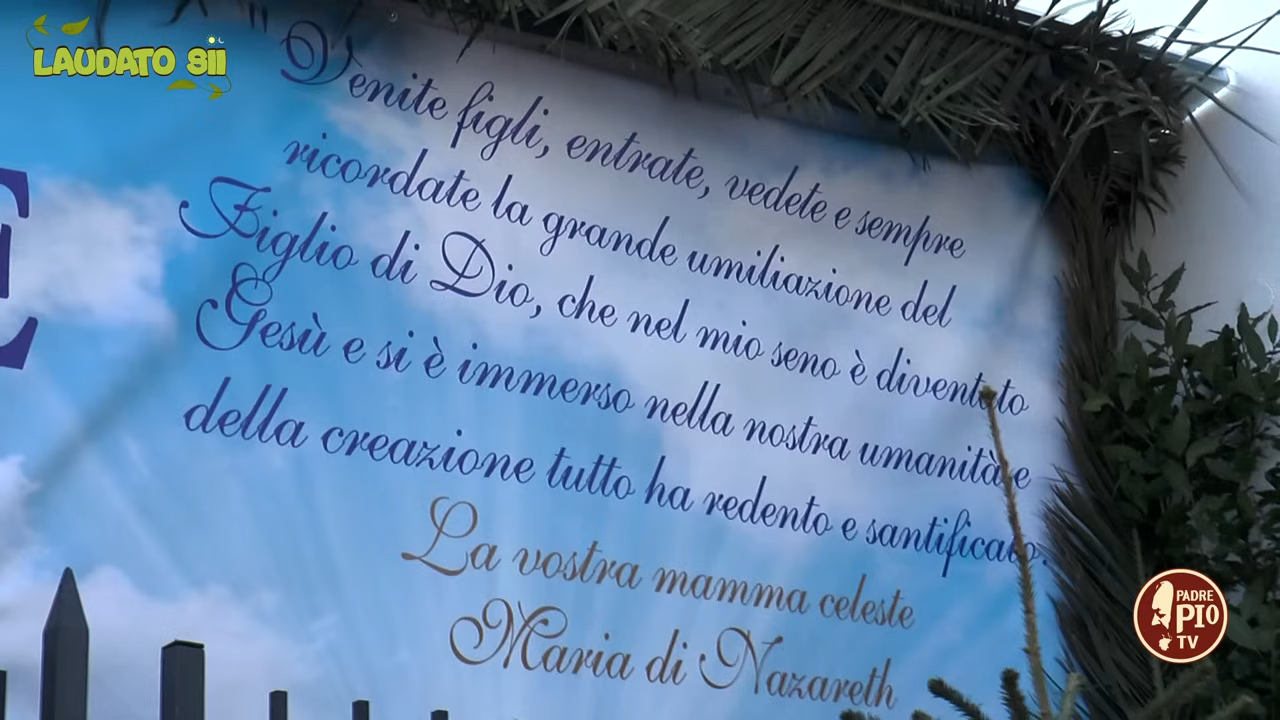 LAUDATO SII
"Venite figli, entrate, vedete e sempre
ricordate la grande umiliazione del
Figlio di Dio, che nel mio seno è diventato
Gesù e si è immerso nella nostra umanità e
della creazione tutto ha redento e santificato.
La vostra mamma celeste
Maria di Nazareth
E
PADRE
PIO
TV